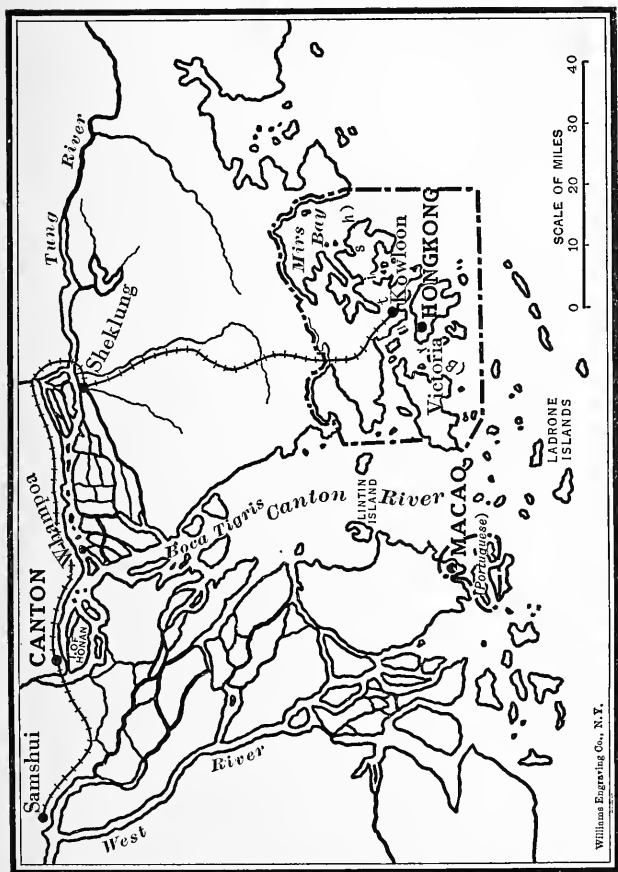 Samshui
CANTON
I. OF
HONAN
Whampoa
Sheklung
Tung River
West River
Boca Tigris
Canton River
LINTIN
ISLAND
Mirs
Bay
Kowloon
HONGKONG
Victoria
MACAO
(Portuguese)
LADRONE
ISLANDS
SCALE OF MILES
0 10 20 30 40
Williams Engraving Co., N.Y.